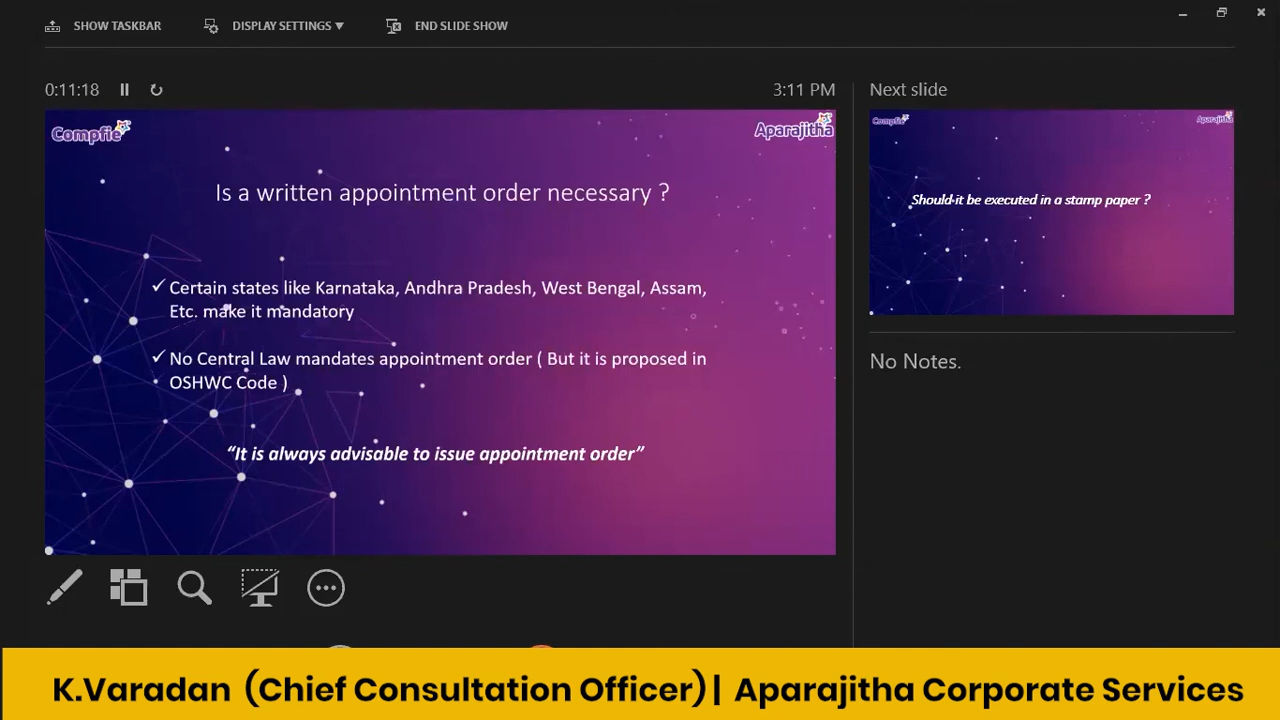 SHOW TASKBAR
DISPLAY SETTINGS ▼
END SLIDE SHOW
0:11:18
3:11 PM
Next slide
Compfie
Aparajitha
Is a written appointment order necessary ?
✓ Certain states like Karnataka, Andhra Pradesh, West Bengal, Assam,
Etc. make it mandatory
✓ No Central Law mandates appointment order ( But it is proposed in
OSHWC Code )
“It is always advisable to issue appointment order”
Compfie
Aparajitha
Should it be executed in a stamp paper ?
No Notes.
K.Varadan (Chief Consultation Officer) | Aparajitha Corporate Services